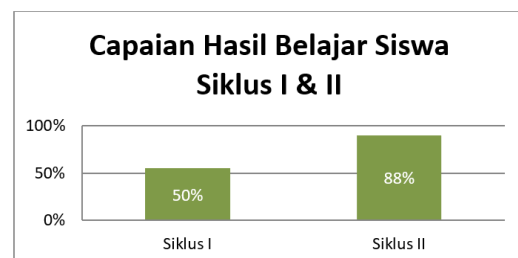 Capaian Hasil Belajar Siswa
Siklus I & II
100%
50%
0%
50%
88%
Siklus I
Siklus II